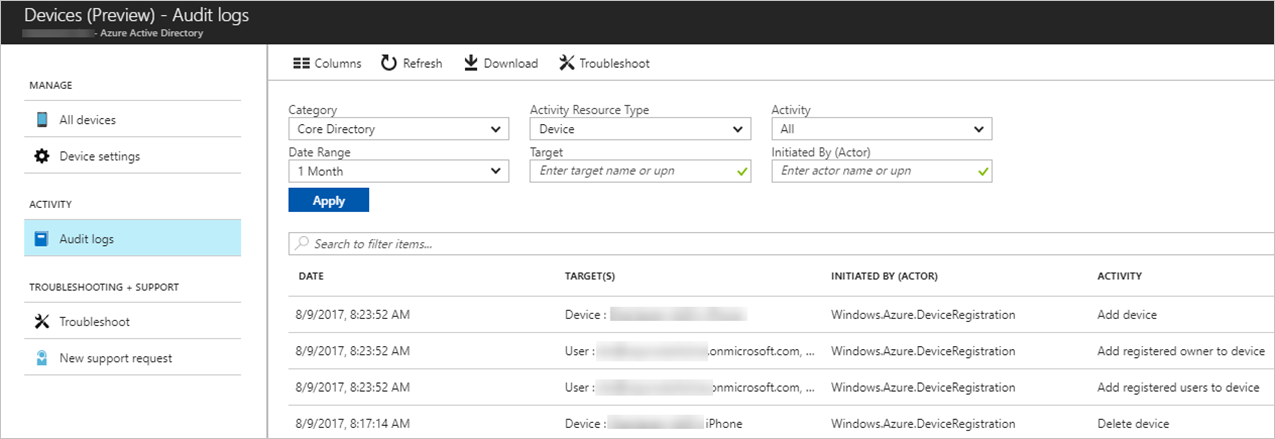 Devices (Preview) - Audit logs
- Azure Active Directory
MANAGE
All devices
Device settings
ACTIVITY
Audit logs
TROUBLESHOOTING + SUPPORT
Troubleshoot
New support request
Columns Refresh Download Troubleshoot
Category Activity Resource Type Activity
Core Directory Device All
Date Range Target Initiated By (Actor)
1 Month Enter target name or upn Enter actor name or upn
Apply
Search to filter items...
DATE TARGET(S) INITIATED BY (ACTOR) ACTIVITY
8/9/2017, 8:23:52 AM Device : Windows.Azure.DeviceRegistration Add device
8/9/2017, 8:23:52 AM User : .onmicrosoft.com, ... Windows.Azure.DeviceRegistration Add registered owner to device
8/9/2017, 8:23:52 AM User : onmicrosoft.com, ... Windows.Azure.DeviceRegistration Add registered users to device
8/9/2017, 8:17:14 AM Device : iPhone Windows.Azure.DeviceRegistration Delete device